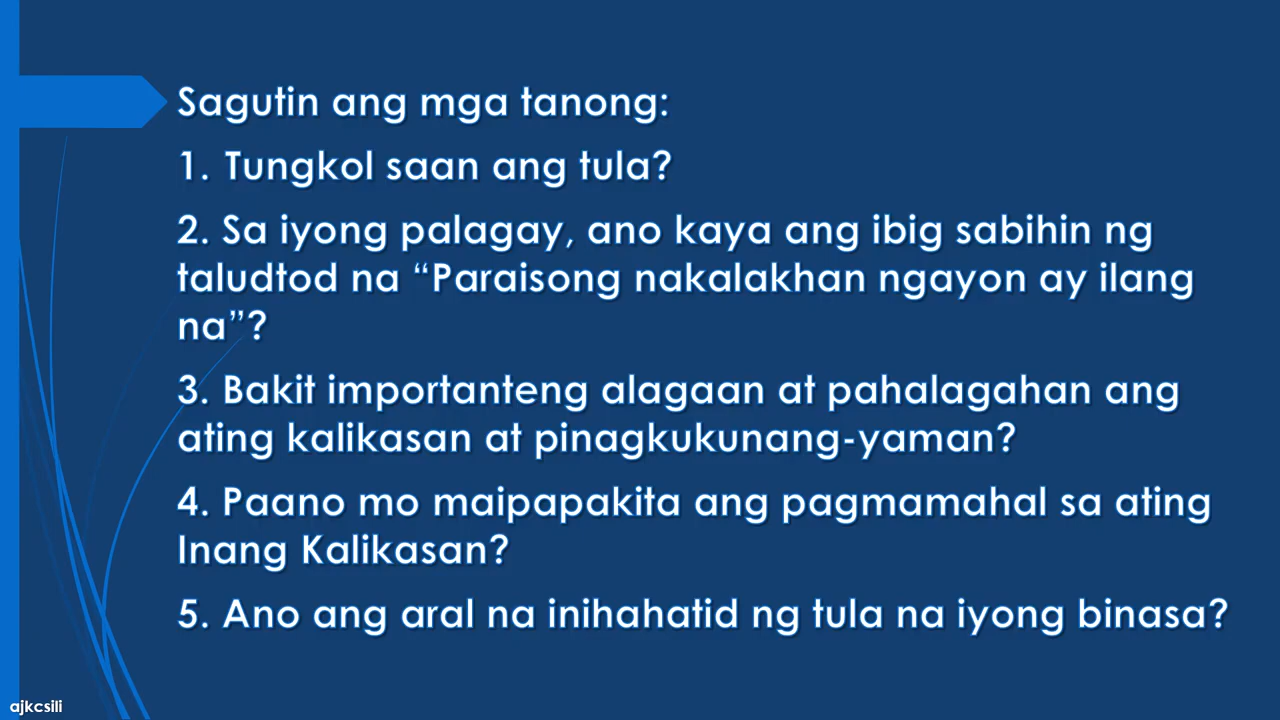 Sagutin ang mga tanong:
1. Tungkol saan ang tula?
2. Sa iyong palagay, ano kaya ang ibig sabihin ng
taludtod na “Paraisong nakalakhan ngayon ay ilang
na”?
3. Bakit importanteng alagaan at pahalagahan ang
ating kalikasan at pinagkukunang-yaman?
4. Paano mo maipapakita ang pagmamahal sa ating
Inang Kalikasan?
5. Ano ang aral na inihahatid ng tula na iyong binasa?
ajkcsili